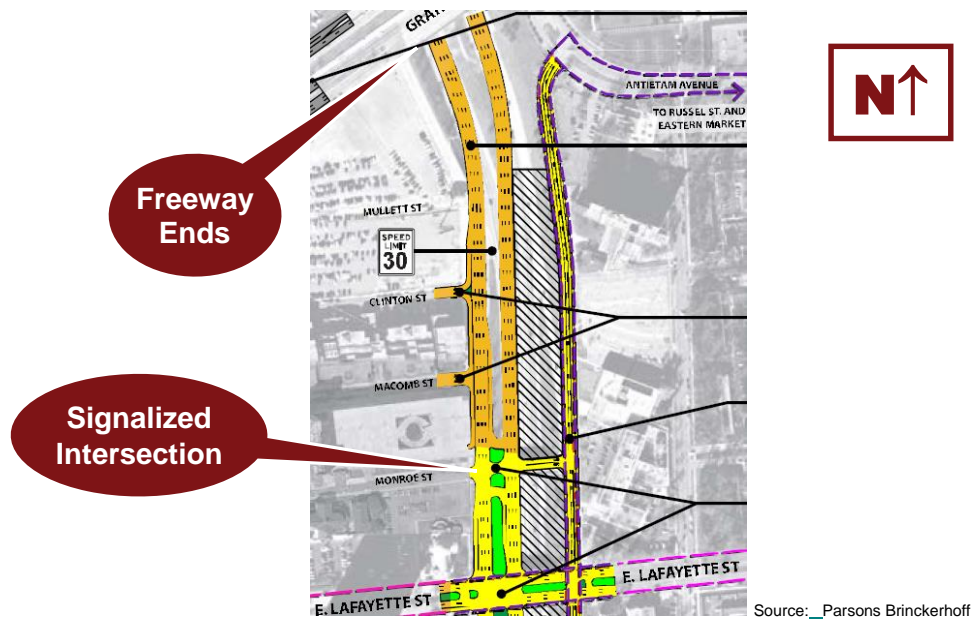 GRA
ANTIETAM AVENUE
TO RUSSEL ST. AND
EASTERN MARKET
N↑
Freeway
Ends
MULLETT ST
SPEED
LIMIT
30
CLINTON ST
MACOMB ST
Signalized
Intersection
MONROE ST
E. LAFAYETTE ST
E. LAFAYETTE ST
Source: Parsons Brinckerhoff